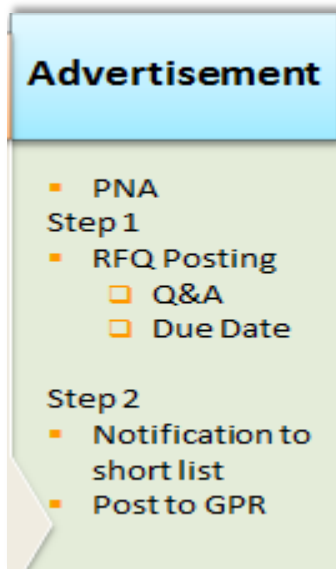 Advertisement
PNA
Step 1
RFQ Posting
Q&A
Due Date
Step 2
Notification to
short list
Post to GPR